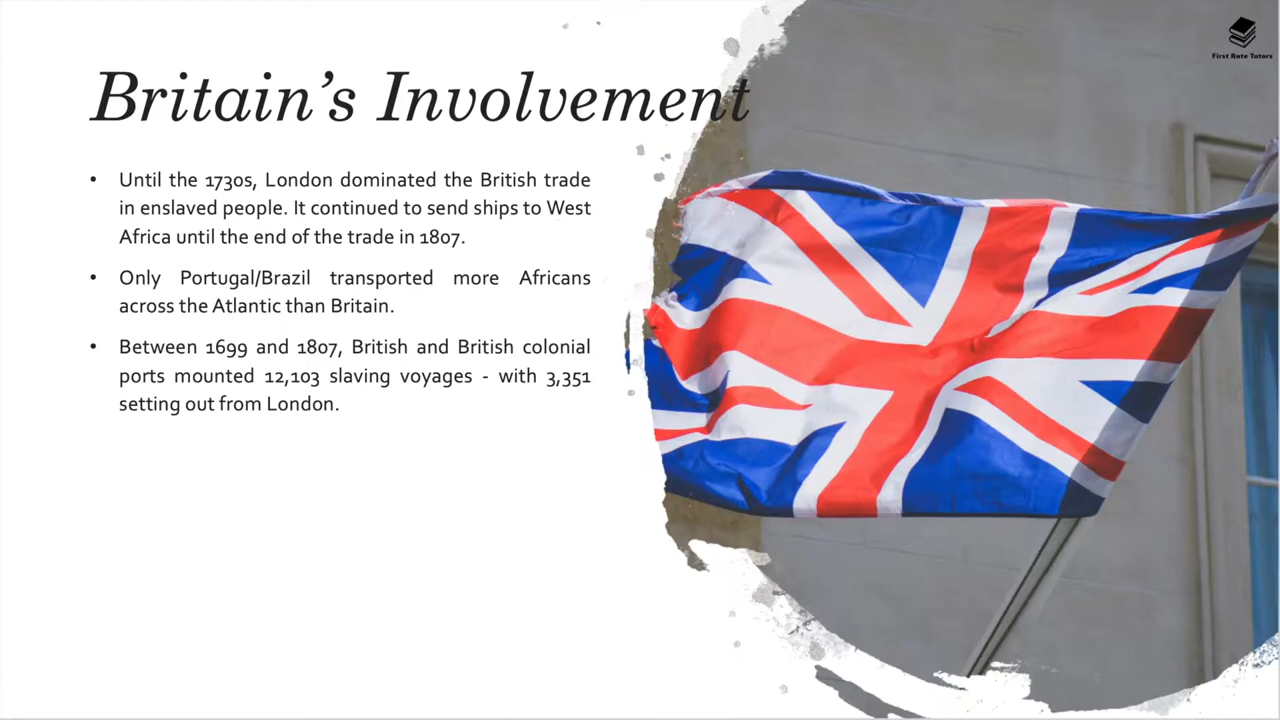 First Rate Tutors
Britain’s Involvement
• Until the 1730s, London dominated the British trade
in enslaved people. It continued to send ships to West
Africa until the end of the trade in 1807.
• Only Portugal/Brazil transported more Africans
across the Atlantic than Britain.
• Between 1699 and 1807, British and British colonial
ports mounted 12,103 slaving voyages - with 3,351
setting out from London.